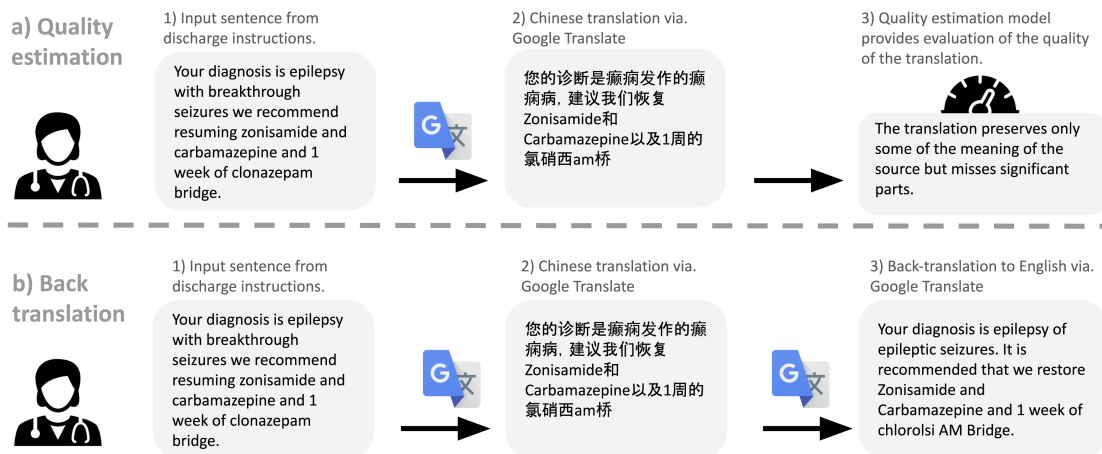 a) Quality
estimation
1) Input sentence from
discharge instructions.
Your diagnosis is epilepsy
with breakthrough
seizures we recommend
resuming zonisamide and
carbamazepine and 1
week of clonazepam
bridge.
G 文
2) Chinese translation via.
Google Translate
您的诊断是癫痫发作的癫
痫病, 建议我们恢复
Zonisamide和
Carbamazepine以及1周的
氯硝西am桥
3) Quality estimation model
provides evaluation of the quality
of the translation.
The translation preserves only
some of the meaning of the
source but misses significant
parts.
b) Back
translation
1) Input sentence from
discharge instructions.
Your diagnosis is epilepsy
with breakthrough
seizures we recommend
resuming zonisamide and
carbamazepine and 1
week of clonazepam
bridge.
G 文
2) Chinese translation via.
Google Translate
您的诊断是癫痫发作的癫
痫病, 建议我们恢复
Zonisamide和
Carbamazepine以及1周的
氯硝西am桥
G 文
3) Back-translation to English via.
Google Translate
Your diagnosis is epilepsy of
epileptic seizures. It is
recommended that we restore
Zonisamide and
Carbamazepine and 1 week of
chlorolsi AM Bridge.